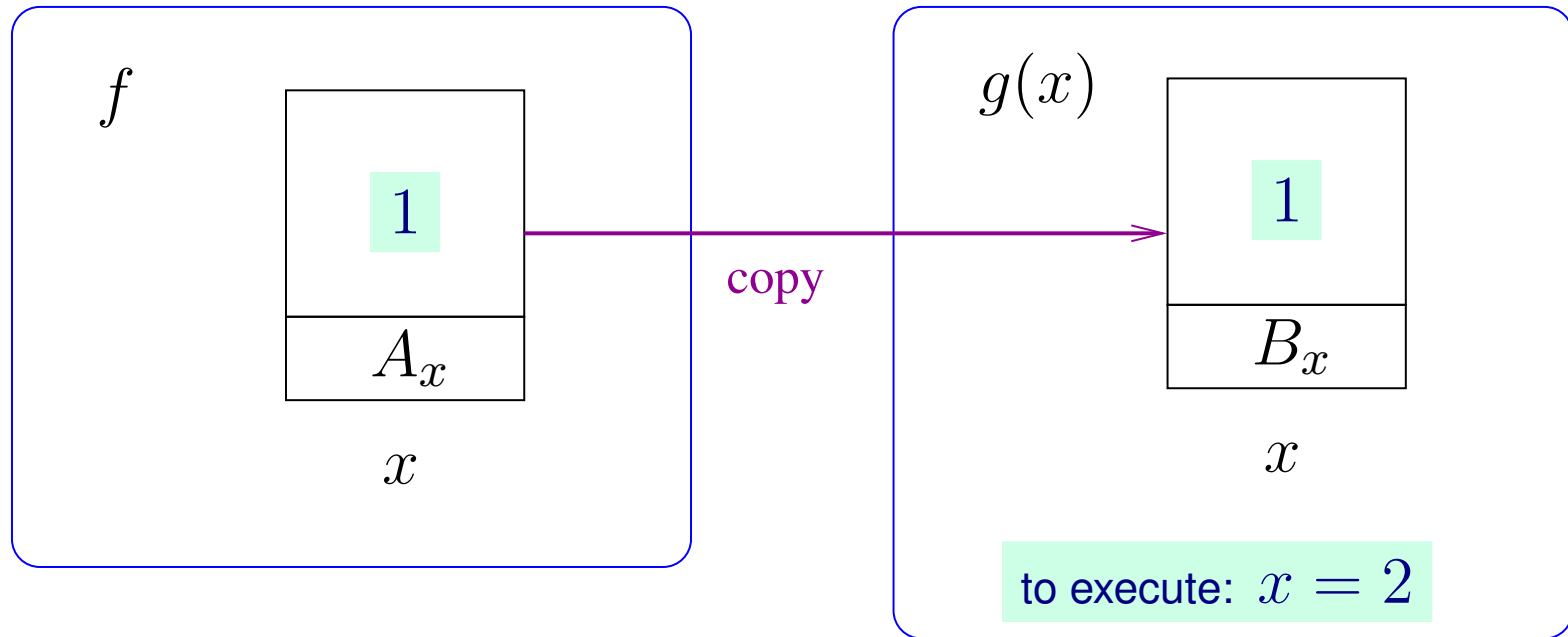 f
1
A_x
x
copy
g(x)
1
B_x
x
to execute: x = 2